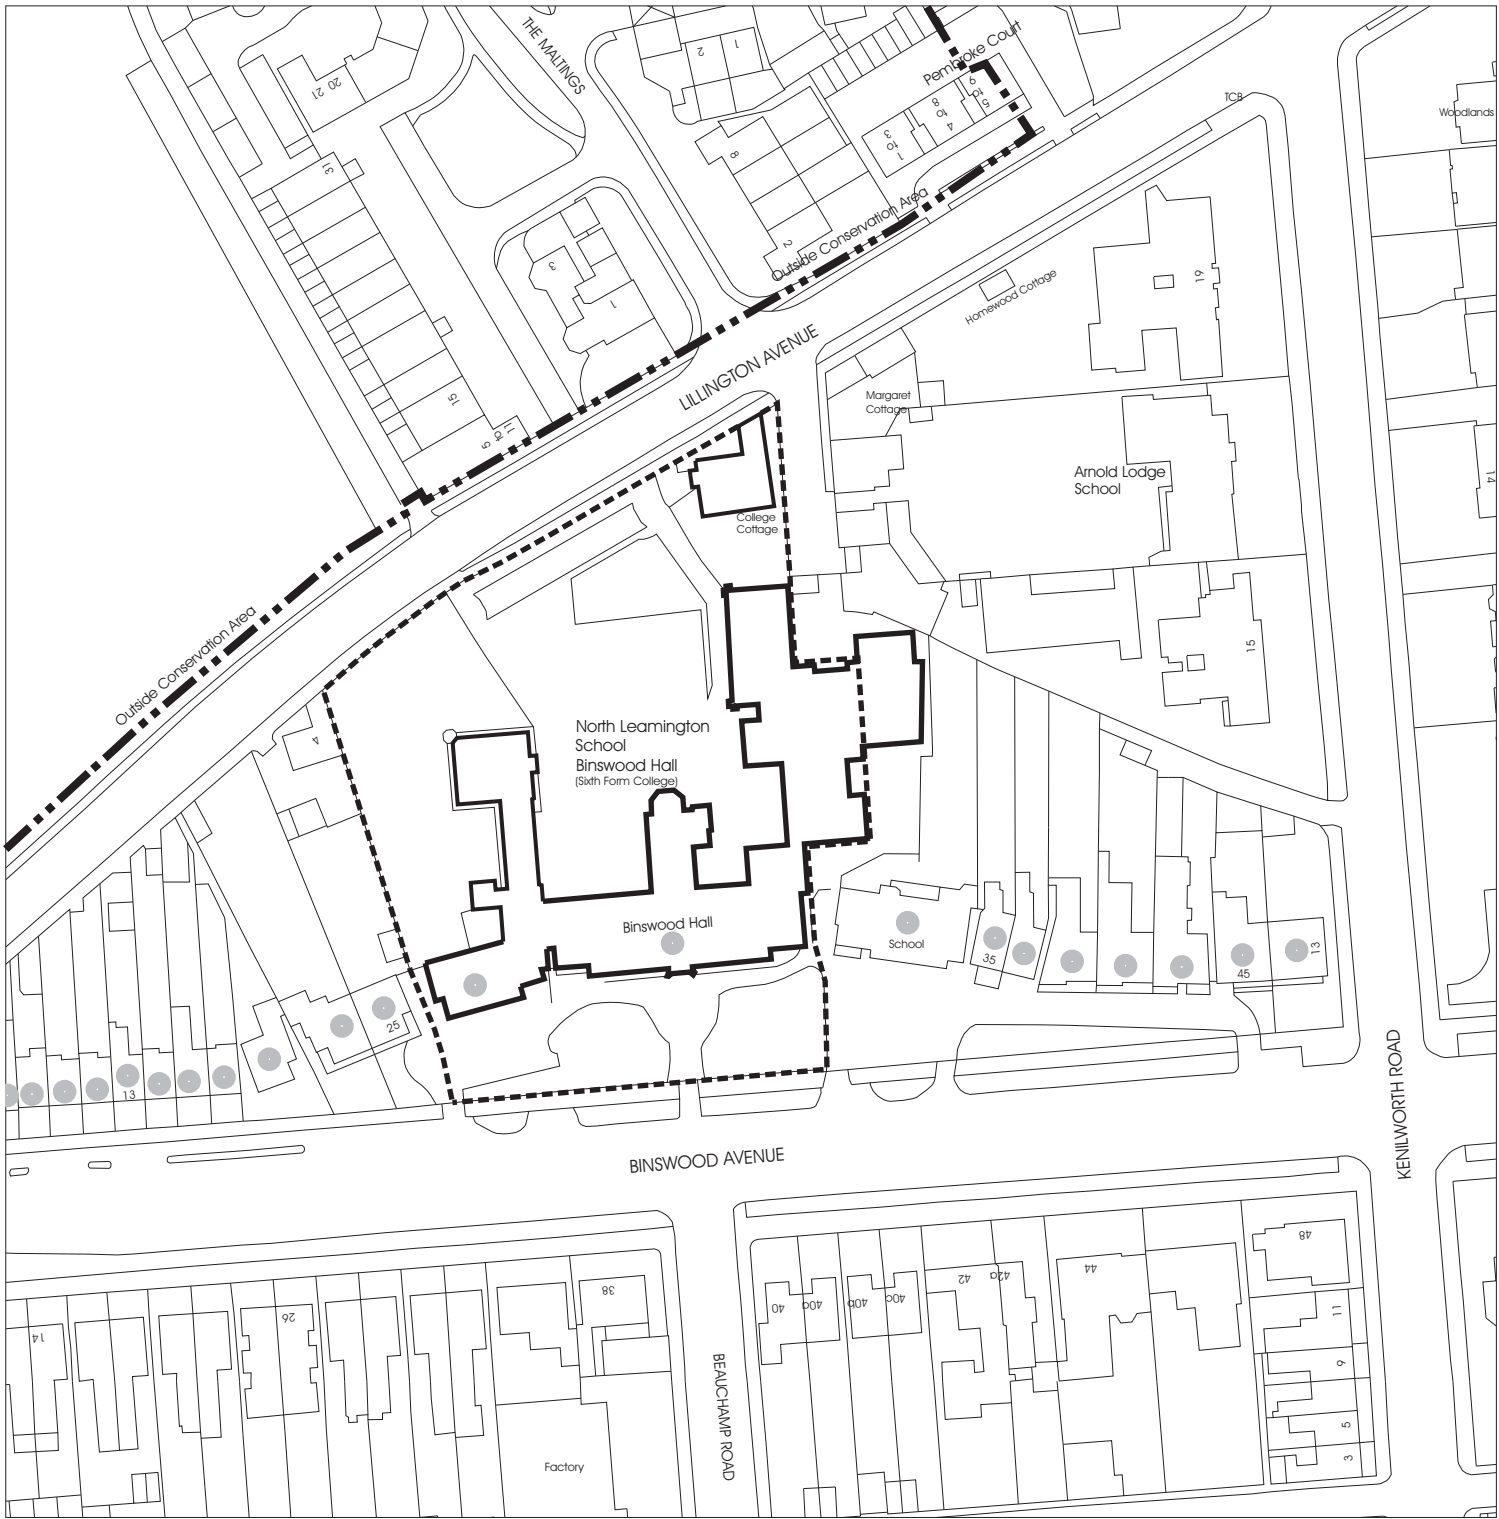 THE MALTINGS
20 21
2
1
Pembroke Court
9
to
5
8
to
4
3
to
1
TCB
Woodlands
31
8
2
Outside Conservation Area
3
1
19
Homewood Cottage
LILLINGTON AVENUE
15
11
to
5
Margaret
Cottage
Arnold Lodge
School
14
College
Cottage
Outside Conservation Area
15
4
North Leamington
School
Binswood Hall
(Sixth Form College)
Binswood Hall
School
35
45
13
25
13
BINSWOOD AVENUE
KENILWORTH ROAD
48
44
42
42a
40
40a
40b
40c
38
26
14
11
9
5
3
BEAUCHAMP ROAD
Factory